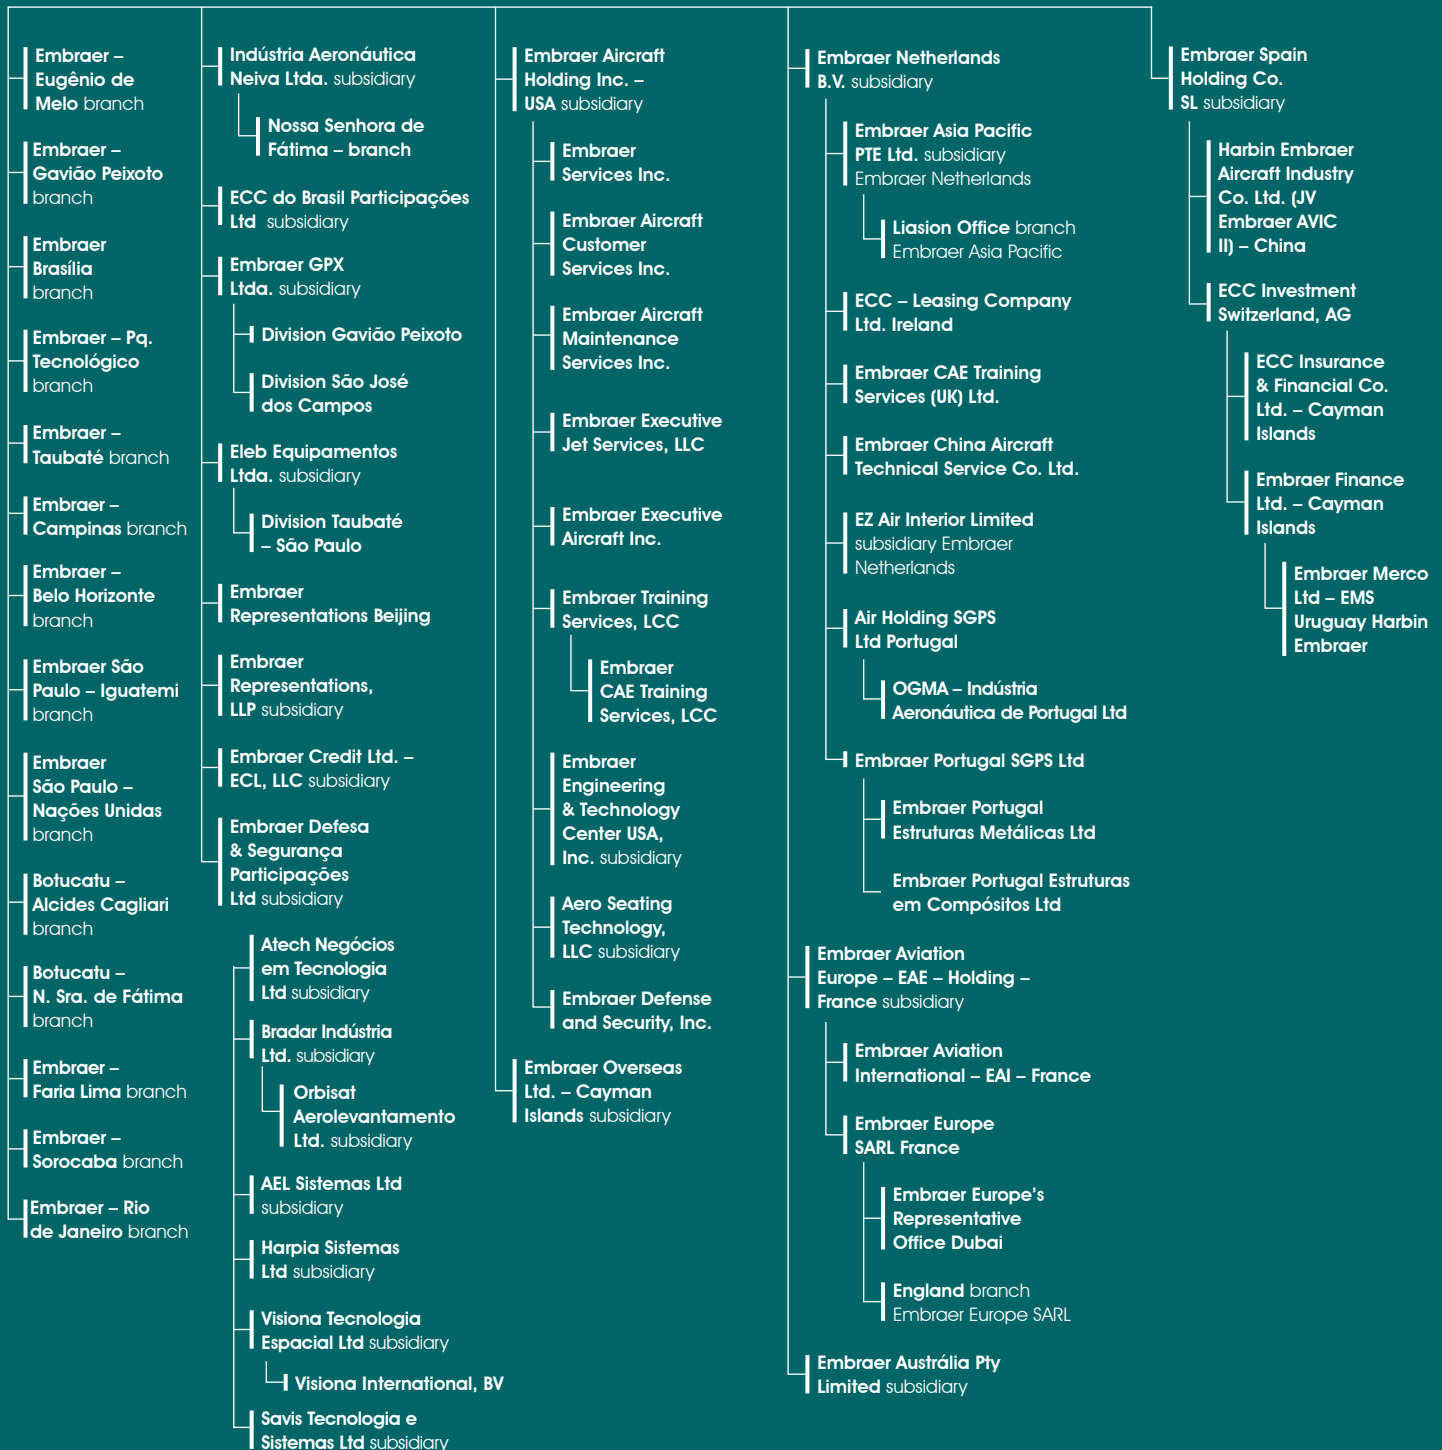 Embraer –
Eugênio de
Melo branch
Embraer –
Gavião Peixoto
branch
Embraer
Brasília
branch
Embraer – Pq.
Tecnológico
branch
Embraer –
Taubaté branch
Embraer –
Campinas branch
Embraer –
Belo Horizonte
branch
Embraer São
Paulo – Iguatemi
branch
Embraer
São Paulo –
Nações Unidas
branch
Botucatu –
Alcides Cagliari
branch
Botucatu –
N. Sra. de Fátima
branch
Embraer –
Faria Lima branch
Embraer –
Sorocaba branch
Embraer – Rio
de Janeiro branch
Indústria Aeronáutica
Neiva Ltda. subsidiary
Nossa Senhora de
Fátima – branch
ECC do Brasil Participações
Ltd subsidiary
Embraer GPX
Ltda. subsidiary
Division Gavião Peixoto
Division São José
dos Campos
Eleb Equipamentos
Ltda. subsidiary
Division Taubaté
– São Paulo
Embraer
Representations Beijing
Embraer
Representations,
LLP subsidiary
Embraer Credit Ltd. –
ECL, LLC subsidiary
Embraer Defesa
& Segurança
Participações
Ltd subsidiary
Atech Negócios
em Tecnologia
Ltd subsidiary
Bradar Indústria
Ltd. subsidiary
Orbisat
Aerolevantamento
Ltd. subsidiary
AEL Sistemas Ltd
subsidiary
Harpia Sistemas
Ltd subsidiary
Visiona Tecnologia
Espacial Ltd subsidiary
Visiona International, BV
Savis Tecnologia e
Sistemas Ltd subsidiary
Embraer Aircraft
Holding Inc. –
USA subsidiary
Embraer
Services Inc.
Embraer Aircraft
Customer
Services Inc.
Embraer Aircraft
Maintenance
Services Inc.
Embraer Executive
Jet Services, LLC
Embraer Executive
Aircraft Inc.
Embraer Training
Services, LCC
Embraer
CAE Training
Services, LCC
Embraer
Engineering
& Technology
Center USA,
Inc. subsidiary
Aero Seating
Technology,
LLC subsidiary
Embraer Defense
and Security, Inc.
Embraer Overseas
Ltd. – Cayman
Islands subsidiary
Embraer Netherlands
B.V. subsidiary
Embraer Asia Pacific
PTE Ltd. subsidiary
Embraer Netherlands
Liasion Office branch
Embraer Asia Pacific
ECC – Leasing Company
Ltd. Ireland
Embraer CAE Training
Services (UK) Ltd.
Embraer China Aircraft
Technical Service Co. Ltd.
EZ Air Interior Limited
subsidiary Embraer
Netherlands
Air Holding SGPS
Ltd Portugal
OGMA – Indústria
Aeronáutica de Portugal Ltd
Embraer Portugal SGPS Ltd
Embraer Portugal
Estruturas Metálicas Ltd
Embraer Portugal Estruturas
em Compósitos Ltd
Embraer Aviation
Europe – EAE – Holding –
France subsidiary
Embraer Aviation
International – EAI – France
Embraer Europe
SARL France
Embraer Europe's
Representative
Office Dubai
England branch
Embraer Europe SARL
Embraer Austrália Pty
Limited subsidiary
Embraer Spain
Holding Co.
SL subsidiary
Harbin Embraer
Aircraft Industry
Co. Ltd. (JV
Embraer AVIC
II) – China
ECC Investment
Switzerland, AG
ECC Insurance
& Financial Co.
Ltd. – Cayman
Islands
Embraer Finance
Ltd. – Cayman
Islands
Embraer Merco
Ltd – EMS
Uruguay Harbin
Embraer